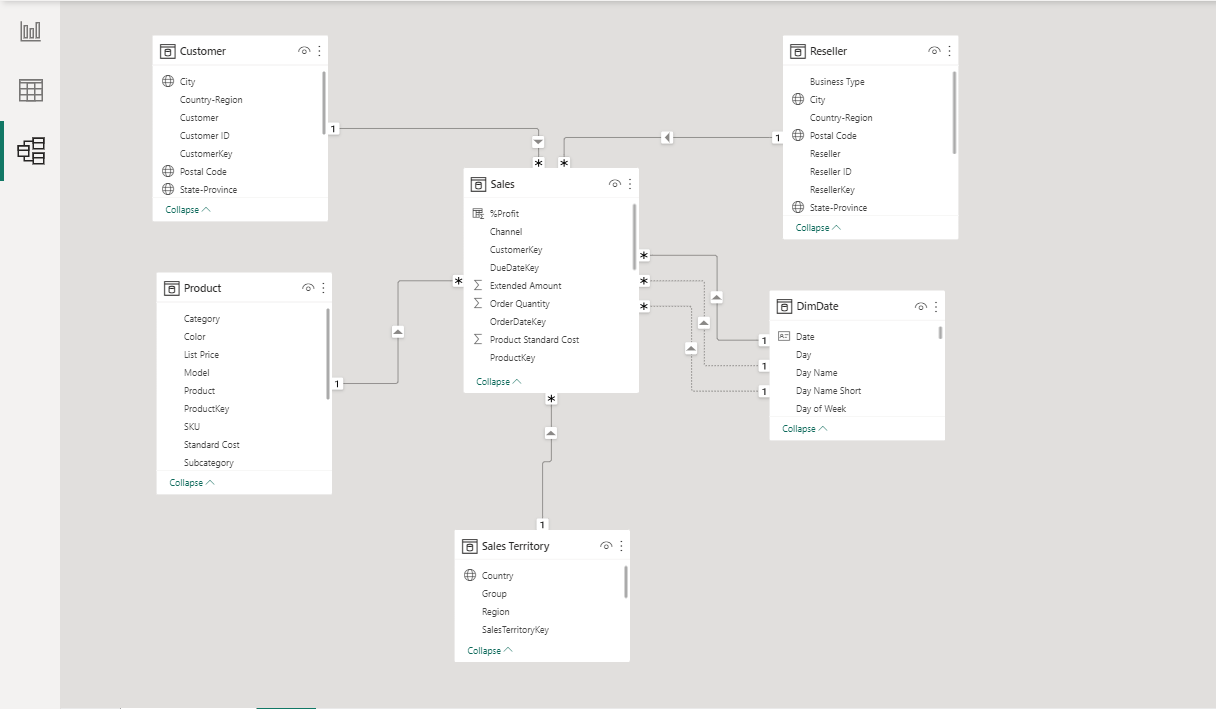 Customer
City
Country-Region
Customer
Customer ID
CustomerKey
Postal Code
State-Province
Collapse
1
*
Reseller
Business Type
City
Country-Region
Postal Code
Reseller
Reseller ID
ResellerKey
State-Province
Collapse
1
*
Sales
%Profit
Channel
CustomerKey
DueDateKey
Extended Amount
Order Quantity
OrderDateKey
Product Standard Cost
ProductKey
Collapse
*
*
*
*
*
Product
Category
Color
List Price
Model
Product
ProductKey
SKU
Standard Cost
Subcategory
Collapse
1
DimDate
Date
Day
Day Name
Day Name Short
Day of Week
Collapse
1
1
1
Sales Territory
Country
Group
Region
SalesTerritoryKey
Collapse
1